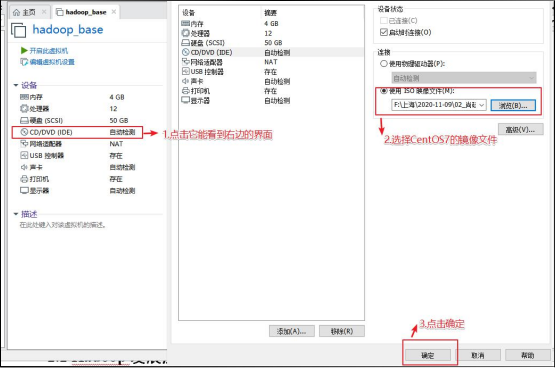 主页 × hadoop_base ×
hadoop_base
开启此虚拟机
编辑虚拟机设置
设备
内存 4 GB
处理器 12
硬盘 (SCSI) 50 GB
CD/DVD (IDE) 自动检测
网络适配器 NAT
USB 控制器 存在
声卡 自动检测
打印机 存在
显示器 自动检测
描述
在此处键入对该虚拟机的描述。
1.点击它能看到右边的界面
设备 摘要
内存 4 GB
处理器 12
硬盘 (SCSI) 50 GB
CD/DVD (IDE) 自动检测
网络适配器 NAT
USB 控制器 存在
声卡 自动检测
打印机 存在
显示器 自动检测
添加(A)... 移除(R)
设备状态
已连接(C)
启动时连接(O)
连接
使用物理驱动器(P):
自动检测
使用 ISO 映像文件(M):
F:\上海\2020-11-09\02_尚 浏览(B)...
高级(V)...
2.选择CentOS7的镜像文件
3.点击确定
确定 取消 帮助